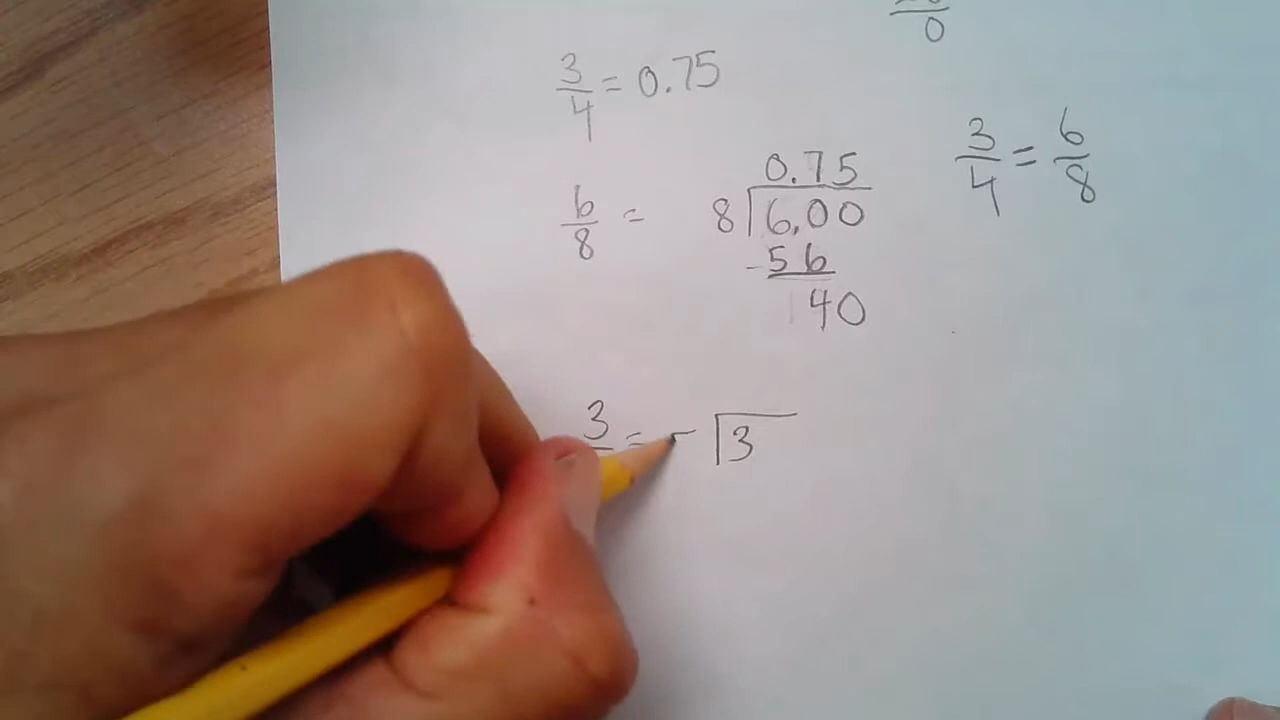 0
3/4 = 0.75
3/4 = 6/8
0.75
6/8 = 8 6.00
- 56
40
3 = 3